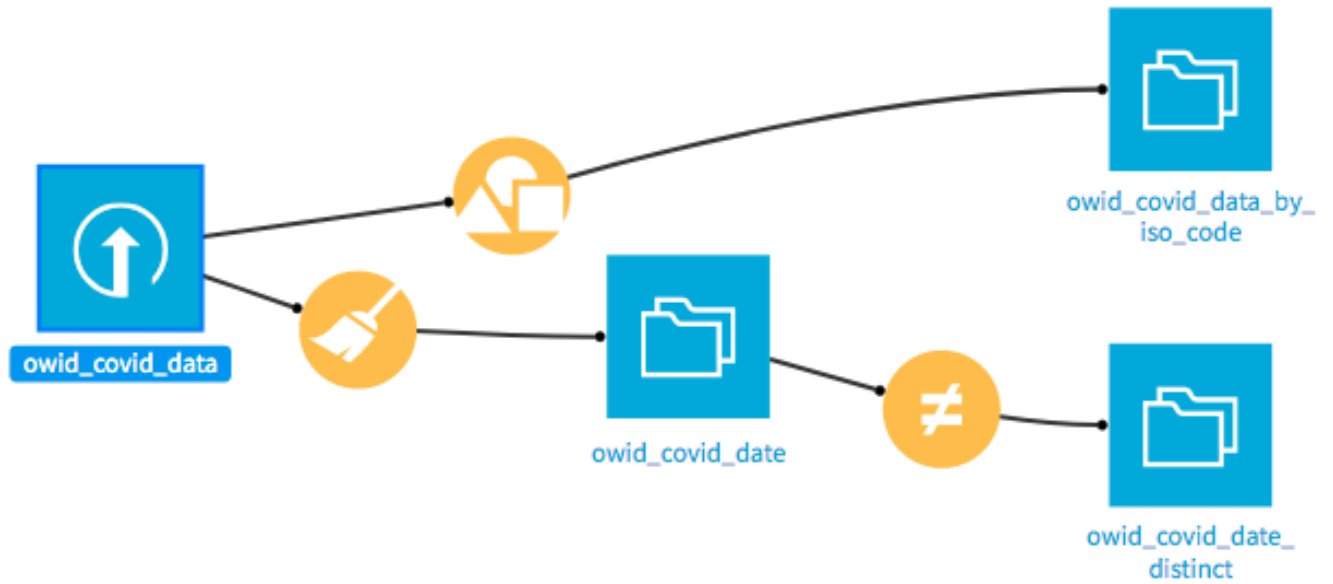 owid_covid_data_by_
iso_code
owid_covid_data
owid_covid_date
≠
owid_covid_date_
distinct